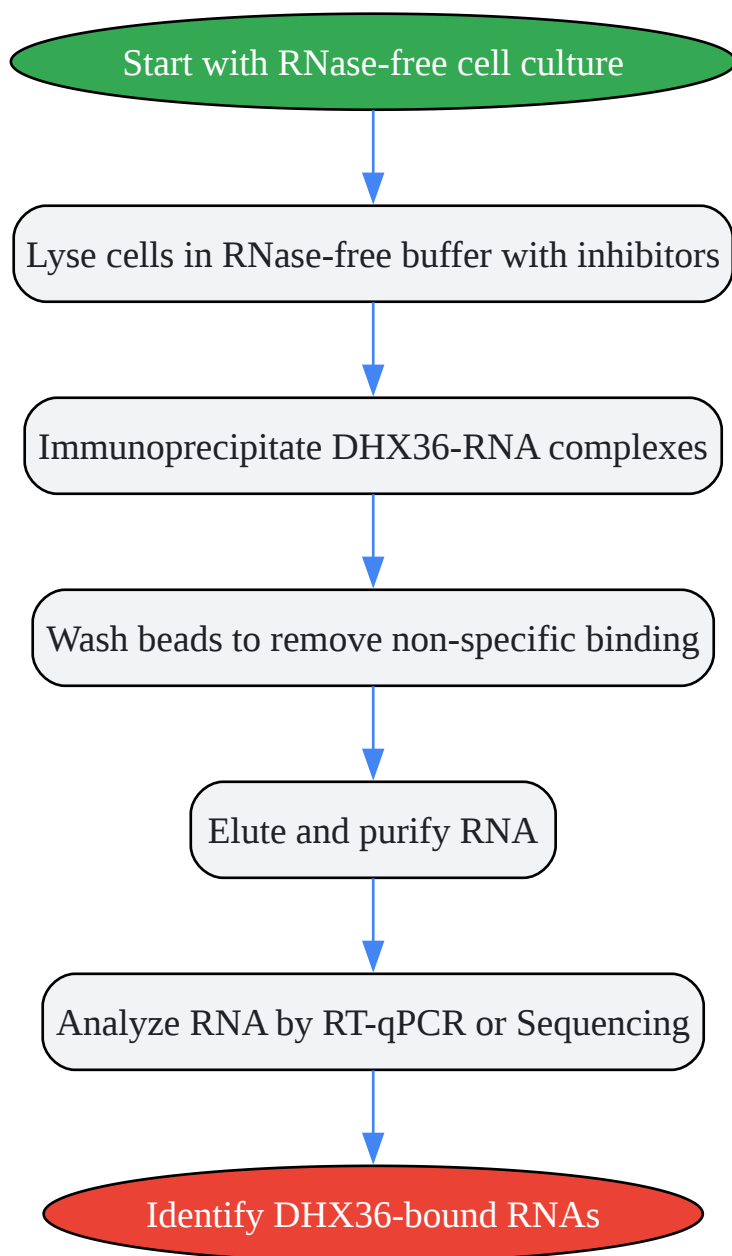 Start with RNase-free cell culture
Lyse cells in RNase-free buffer with inhibitors
Immunoprecipitate DHX36-RNA complexes
Wash beads to remove non-specific binding
Elute and purify RNA
Analyze RNA by RT-qPCR or Sequencing
Identify DHX36-bound RNAs